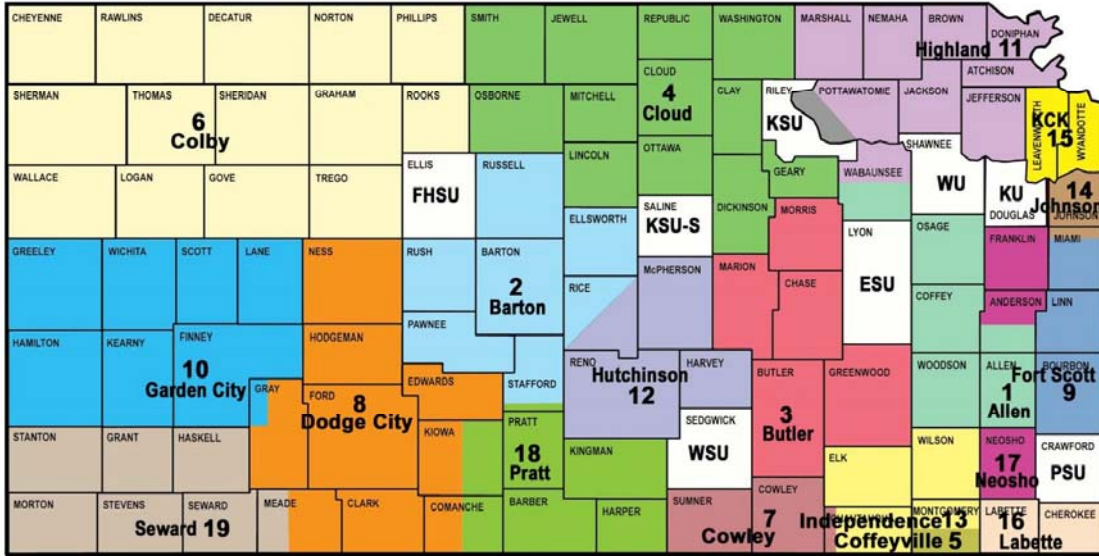 CHEYENNE
RAWLINS
DECATUR
NORTON
PHILLIPS
SMITH
JEWELL
REPUBLIC
WASHINGTON
MARSHALL
NEMAHA
BROWN
DONIPHAN
Highland 11
ATCHISON
SHERMAN
THOMAS
SHERIDAN
GRAHAM
ROOKS
OSBORNE
MITCHELL
CLOUD
4
Cloud
CLAY
RILEY
KSU
POTTAWATOMIE
JACKSON
JEFFERSON
LEAVENWORTH
WYANDOTTE
KCK
15
6
Colby
WALLACE
LOGAN
GOVE
TREGO
ELLIS
FHSU
RUSSELL
LINCOLN
OTTAWA
GEARY
WABAUNSEE
SHAWNEE
WU
KU
DOUGLAS
14
Johnson
JOHNSON
ELLSWORTH
SALINE
KSU-S
DICKINSON
MORRIS
LYON
ESU
OSAGE
FRANKLIN
MIAMI
GREELEY
WICHITA
SCOTT
LANE
NESS
RUSH
BARTON
2
Barton
RICE
McPHERSON
MARION
CHASE
COFFEY
ANDERSON
LINN
HAMILTON
KEARNY
FINNEY
10
Garden City
HODGEMAN
PAWNEE
STAFFORD
RENO
HARVEY
Hutchinson
12
BUTLER
3
Butler
GREENWOOD
WOODSON
ALLEN
1
Allen
BOURBON
Fort Scott
9
GRAY
FORD
8
Dodge City
EDWARDS
KIOWA
PRATT
18
Pratt
KINGMAN
SEDGWICK
WSU
STANTON
GRANT
HASKELL
ELK
WILSON
NEOSHO
17
Neosho
CRAWFORD
PSU
MORTON
STEVENS
SEWARD
Seward 19
MEADE
CLARK
COMANCHE
BARBER
HARPER
SUMNER
COWLEY
7
Cowley
CHAUTAUQUA
MONTGOMERY
Independence 13
Coffeyville 5
LABETTE
16
Labette
CHEROKEE